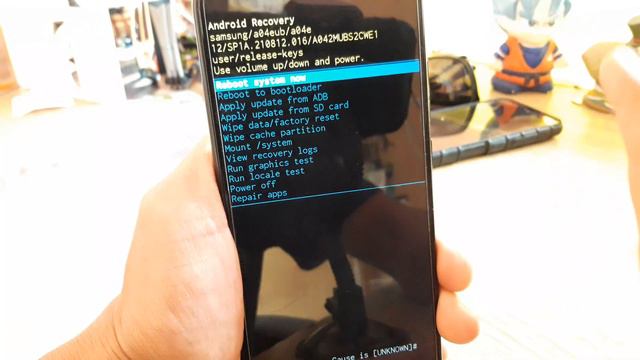 Android Recovery
samsung/a04eub/a04e
12/SP1A.210812.016/A042MUBS2CWE1
user/release-keys
Use volume up/down and power.
Reboot system now
Reboot to bootloader
Apply update from ADB
Apply update from SD card
Wipe data/factory reset
Wipe cache partition
Mount /system
View recovery logs
Run graphics test
Run locale test
Power off
Repair apps
Cause is [UNKNOWN]#